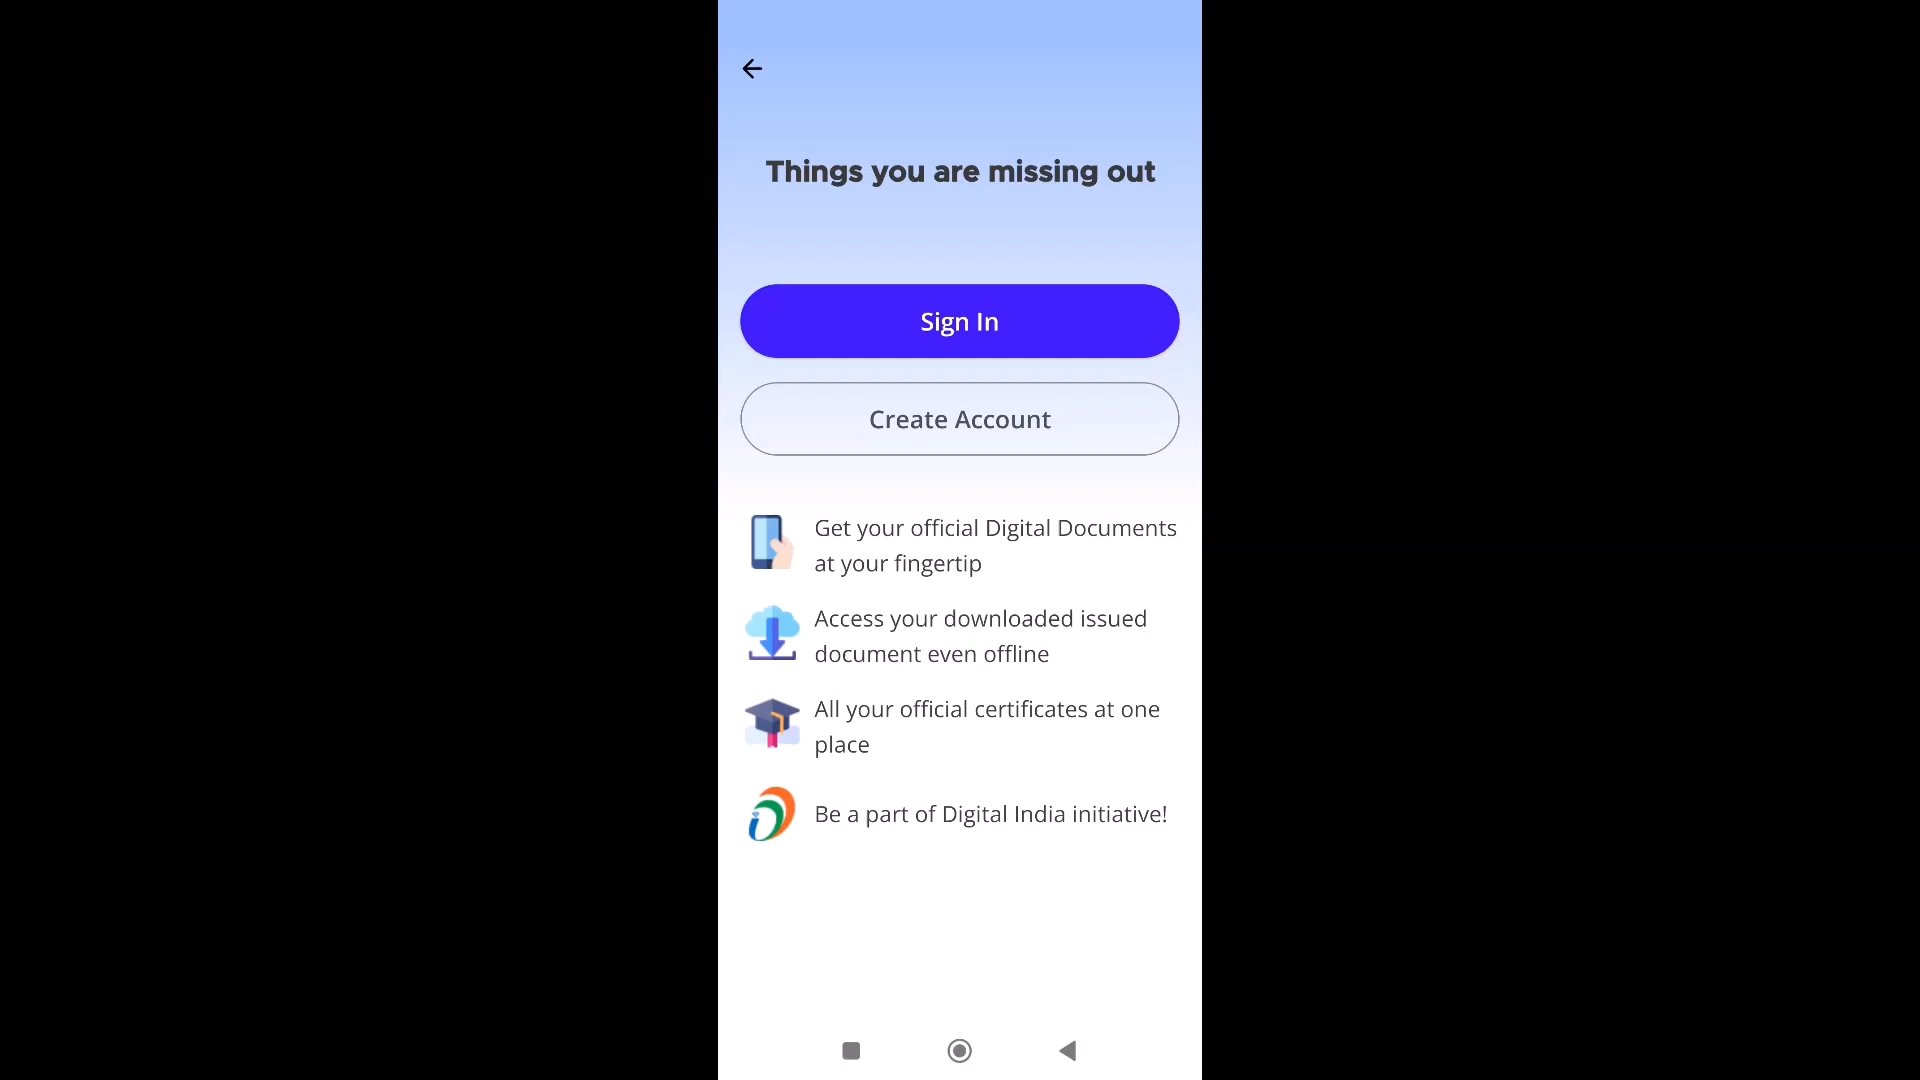 Things you are missing out
Sign In
Create Account
Get your official Digital Documents
at your fingertip
Access your downloaded issued
document even offline
All your official certificates at one
place
Be a part of Digital India initiative!